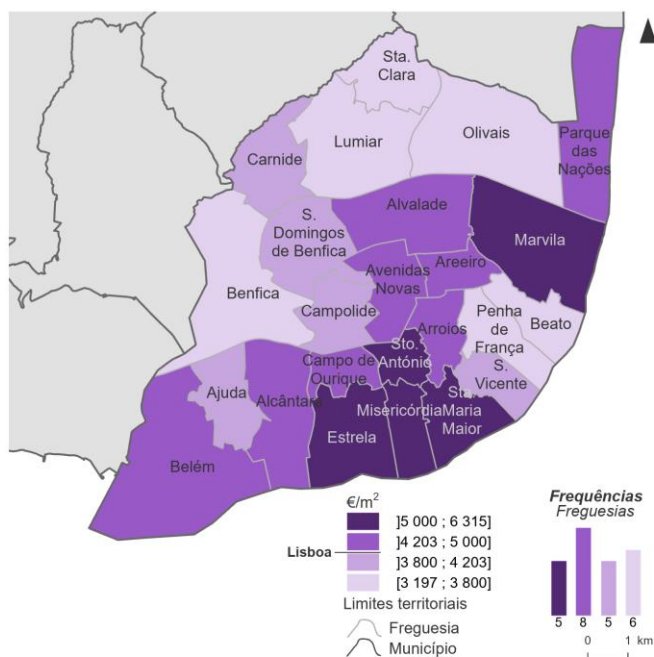 Sta.
Clara
Lumiar
Olivais
Parque
das
Nações
Carnide
S.
Domingos
de Benfica
Alvalade
Marvila
Avenidas
Novas
Areeiro
Benfica
Campolide
Penha
de
França
Beato
Sto.
António
Arroios
S.
Vicente
Campo de
Ourique
Ajuda
Alcântara
Misericórdia
Sta.
Maria
Maior
Estrela
Belém
€/m²
]5 000 ; 6 315]
]4 203 ; 5 000]
Lisboa
]3 800 ; 4 203]
[3 197 ; 3 800]
Limites territoriais
Freguesia
Município
Frequências
Freguesias
5 8 5 6
0 1 km